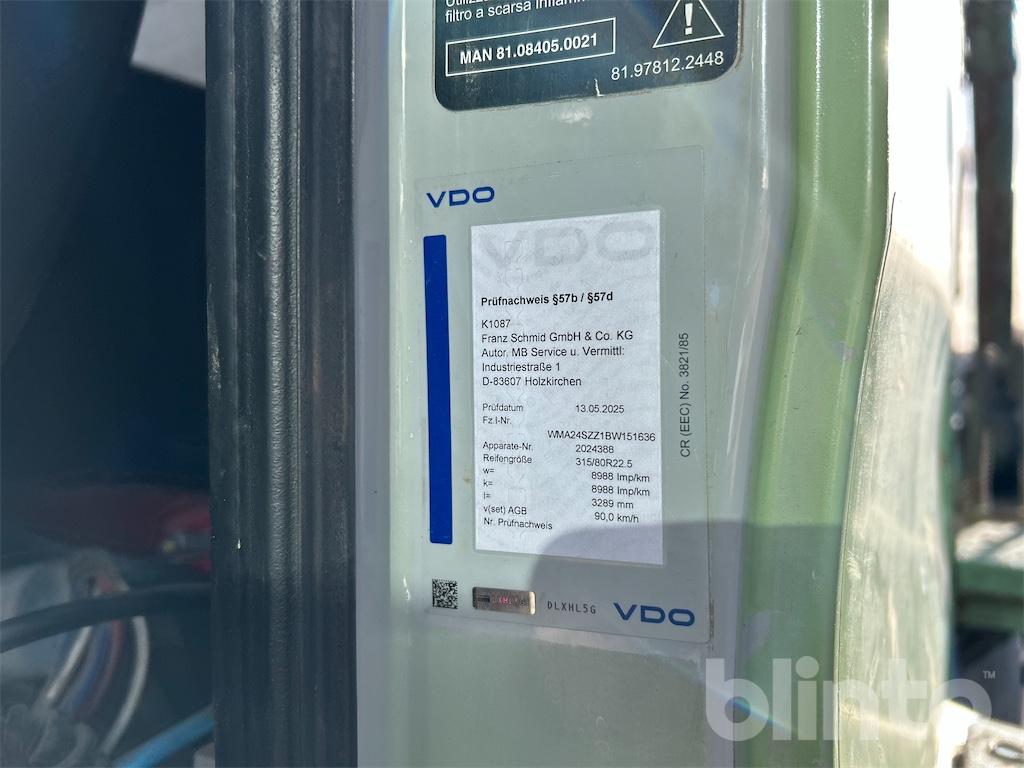 filtro a scarsa
MAN 81.08405.0021
81.97812.2448
VDO
VDO
Prüfnachweis §57b / §57d
K1087
Franz Schmid GmbH & Co. KG
Autor. MB Service u. Vermittl:
Industriestraße 1
D-83607 Holzkirchen
Prüfdatum 13.05.2025
Fz.I-Nr.
WMA24SZZ1BW151636
Apparate-Nr. 2024388
Reifengröße 315/80R22.5
w= 8988 Imp/km
k= 8988 Imp/km
l= 3289 mm
v(set) AGB 90,0 km/h
Nr. Prüfnachweis
CR (EEC) No. 3821/85
DLXHL5G
VDO
blinto™